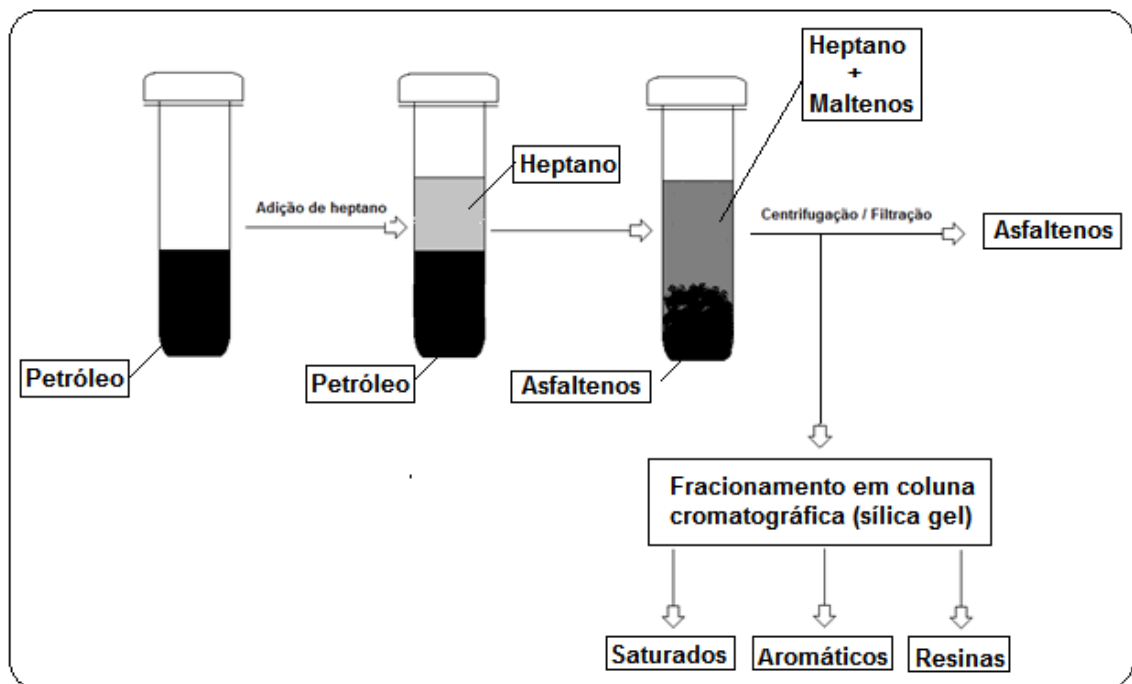 Heptano
+
Maltenos
Heptano
Adição de heptano
Centrifugação / Filtração
Asfaltenos
Petróleo
Petróleo
Asfaltenos
Fracionamento em coluna
cromatográfica (sílica gel)
Saturados
Aromáticos
Resinas